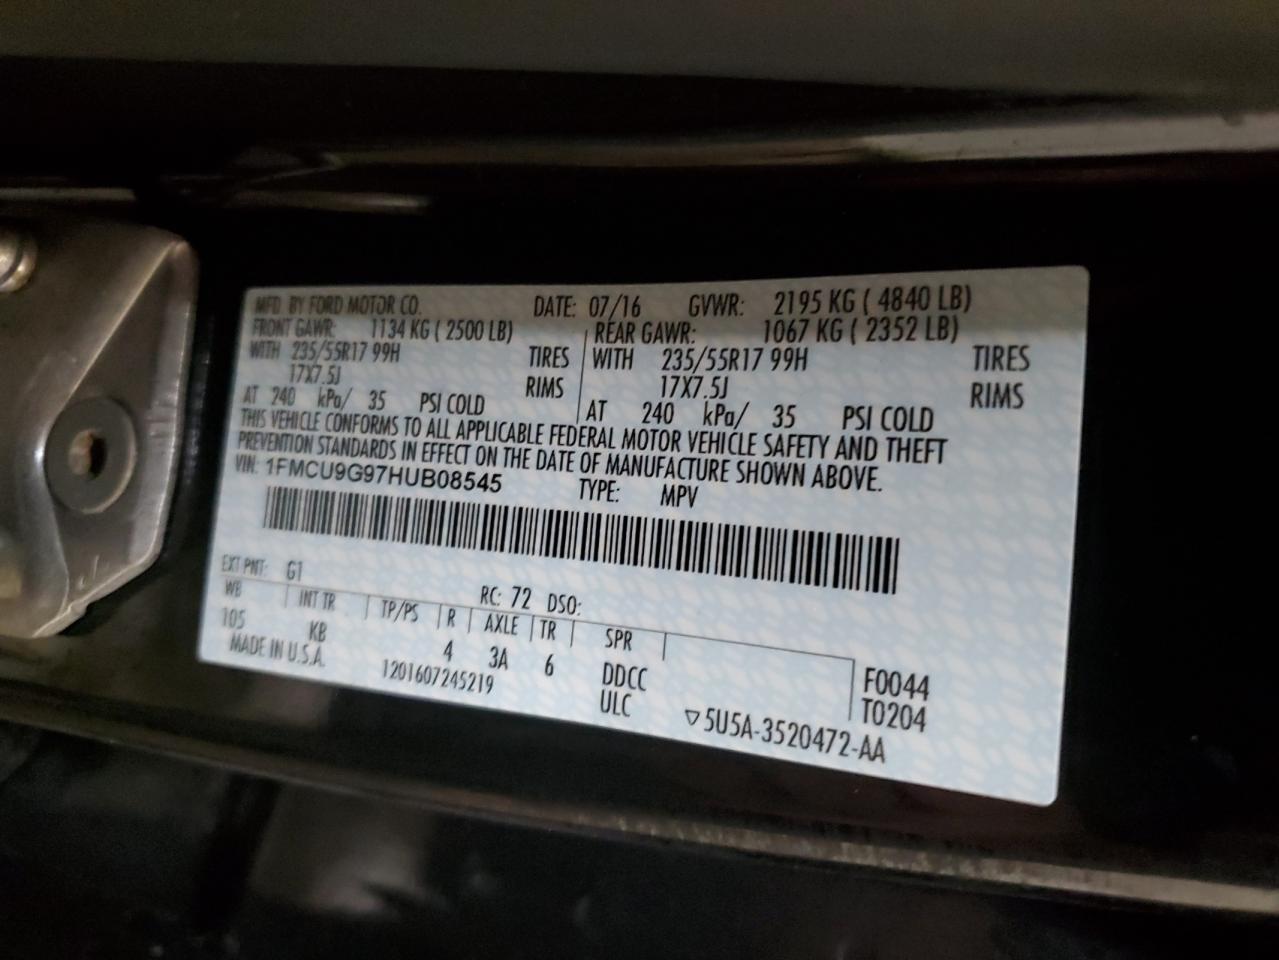 MFD. BY FORD MOTOR CO. DATE: 07/16 GVWR: 2195 KG ( 4840 LB)
FRONT GAWR: 1134 KG ( 2500 LB) REAR GAWR: 1067 KG ( 2352 LB)
WITH 235/55R17 99H TIRES WITH 235/55R17 99H TIRES
17X7.5J RIMS 17X7.5J RIMS
AT 240 kPa/ 35 PSI COLD AT 240 kPa/ 35 PSI COLD
THIS VEHICLE CONFORMS TO ALL APPLICABLE FEDERAL MOTOR VEHICLE SAFETY AND THEFT
PREVENTION STANDARDS IN EFFECT ON THE DATE OF MANUFACTURE SHOWN ABOVE.
VIN: 1FMCU9G97HUB08545 TYPE: MPV
EXT PNT: G1 RC: 72 DSO:
WB INT TR TP/PS R AXLE TR SPR
105 KB 4 3A 6 DDCC F0044
MADE IN U.S.A. 1201607245219 ULC T0204
▽5U5A-3520472-AA